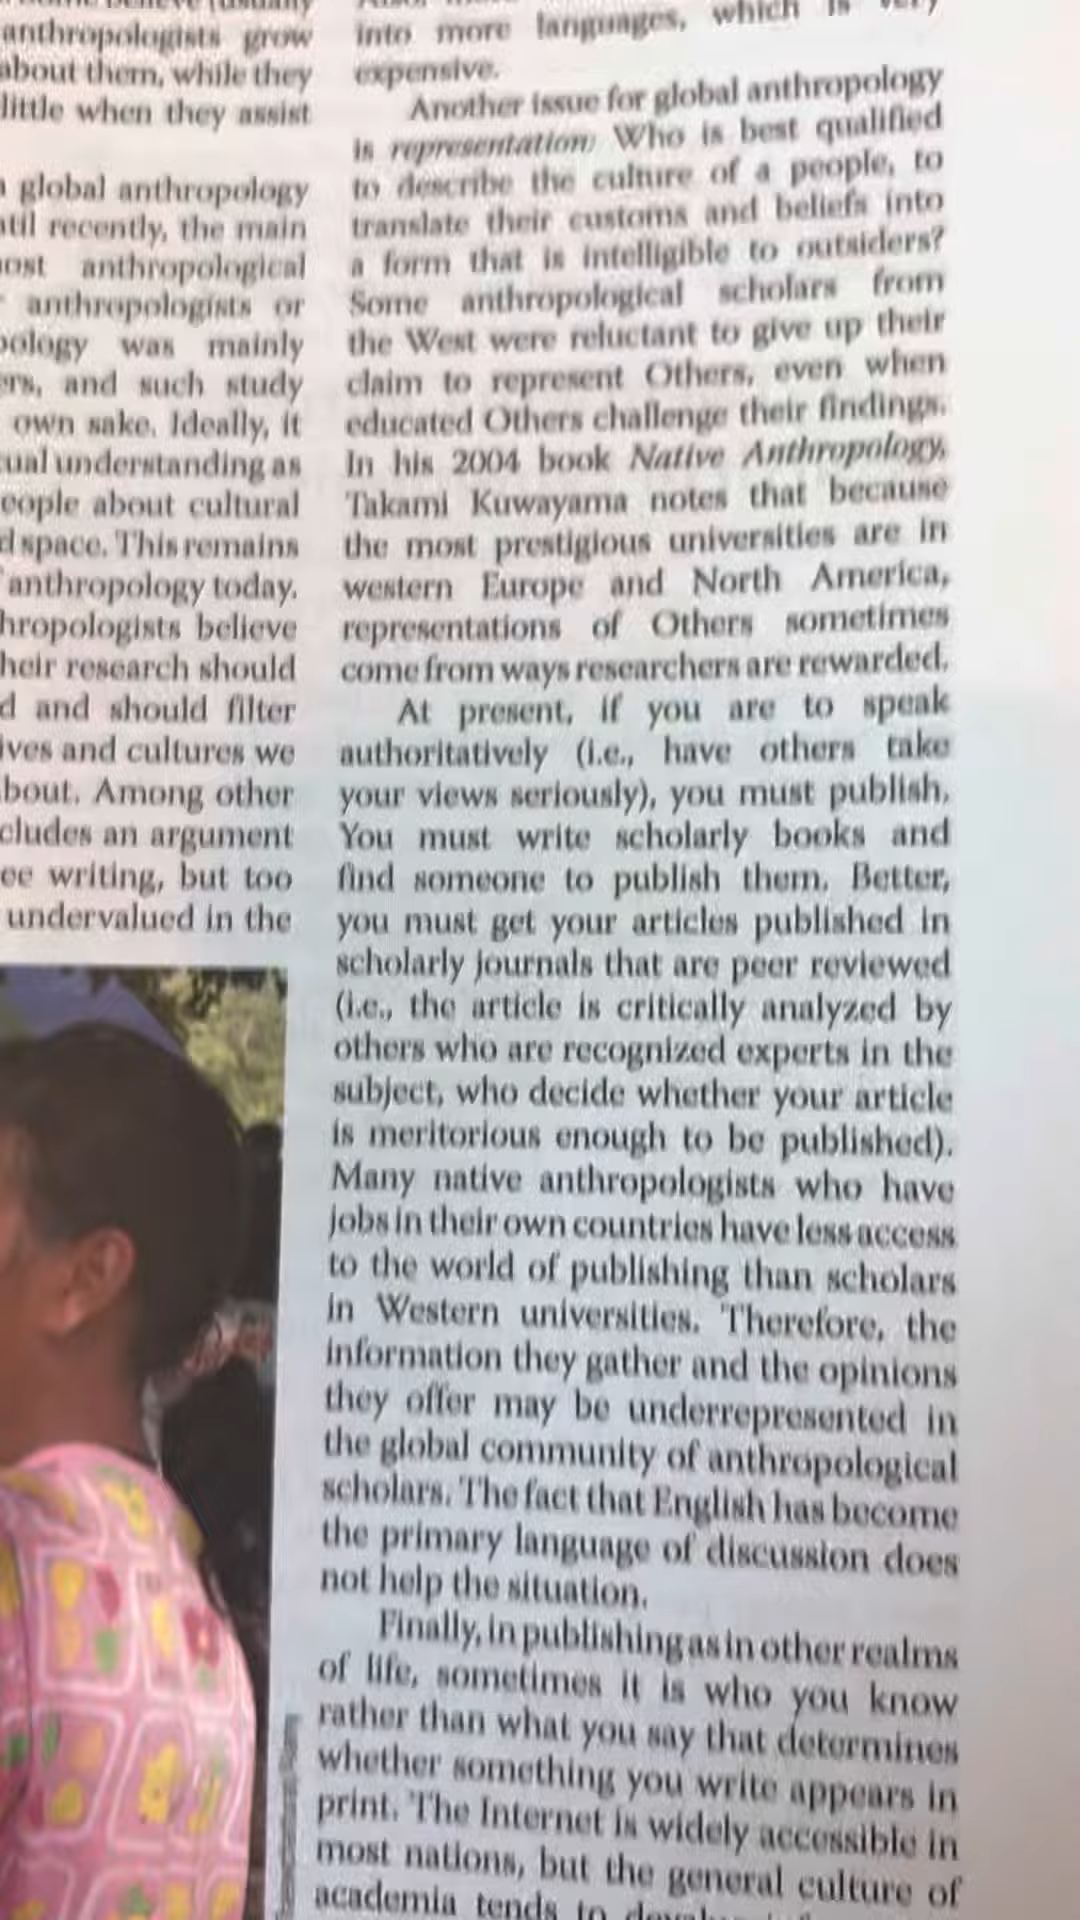 anthropologists grow
about them, while they
little when they assist
global anthropology
until recently, the main
most anthropological
anthropologists or
was mainly
and such study
own sake. Ideally, it
understanding as
people about cultural
space. This remains
anthropology today.
believe
their research should
and should filter
lives and cultures we
about. Among other
includes an argument
writing, but too
undervalued in the
into more languages, which is very
expensive.
Another issue for global anthropology
is representation: Who is best qualified
to describe the culture of a people, to
translate their customs and beliefs into
a form that is intelligible to outsiders?
Some anthropological scholars from
the West were reluctant to give up their
claim to represent Others, even when
educated Others challenge their findings.
In his 2004 book Native Anthropology,
Takami Kuwayama notes that because
the most prestigious universities are in
western Europe and North America,
representations of Others sometimes
come from ways researchers are rewarded.
At present, if you are to speak
authoritatively (i.e., have others take
your views seriously), you must publish.
You must write scholarly books and
find someone to publish them. Better,
you must get your articles published in
scholarly journals that are peer reviewed
(i.e., the article is critically analyzed by
others who are recognized experts in the
subject, who decide whether your article
is meritorious enough to be published).
Many native anthropologists who have
jobs in their own countries have less access
to the world of publishing than scholars
in Western universities. Therefore, the
information they gather and the opinions
they offer may be underrepresented in
the global community of anthropological
scholars. The fact that English has become
the primary language of discussion does
not help the situation.
Finally, in publishing as in other realms
of life, sometimes it is who you know
rather than what you say that determines
whether something you write appears in
print. The Internet is widely accessible in
most nations, but the general culture of
academia tends to